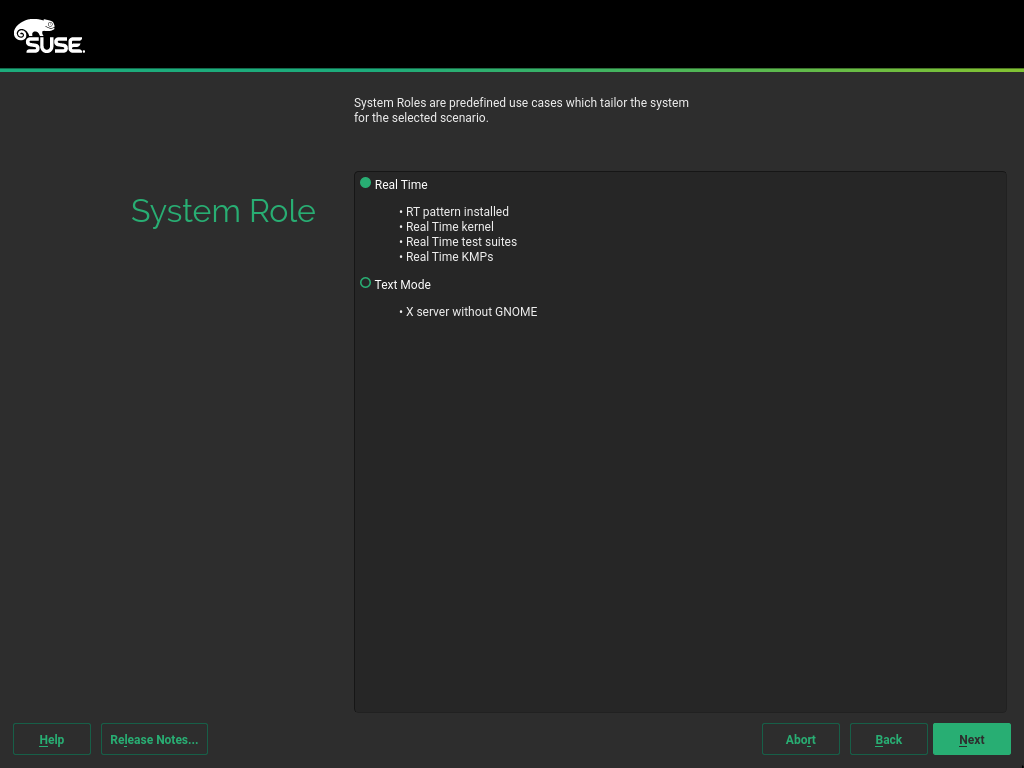 SUSE.
System Roles are predefined use cases which tailor the system
for the selected scenario.
System Role
Real Time
• RT pattern installed
• Real Time kernel
• Real Time test suites
• Real Time KMPs
Text Mode
• X server without GNOME
Help
Release Notes...
Abort
Back
Next